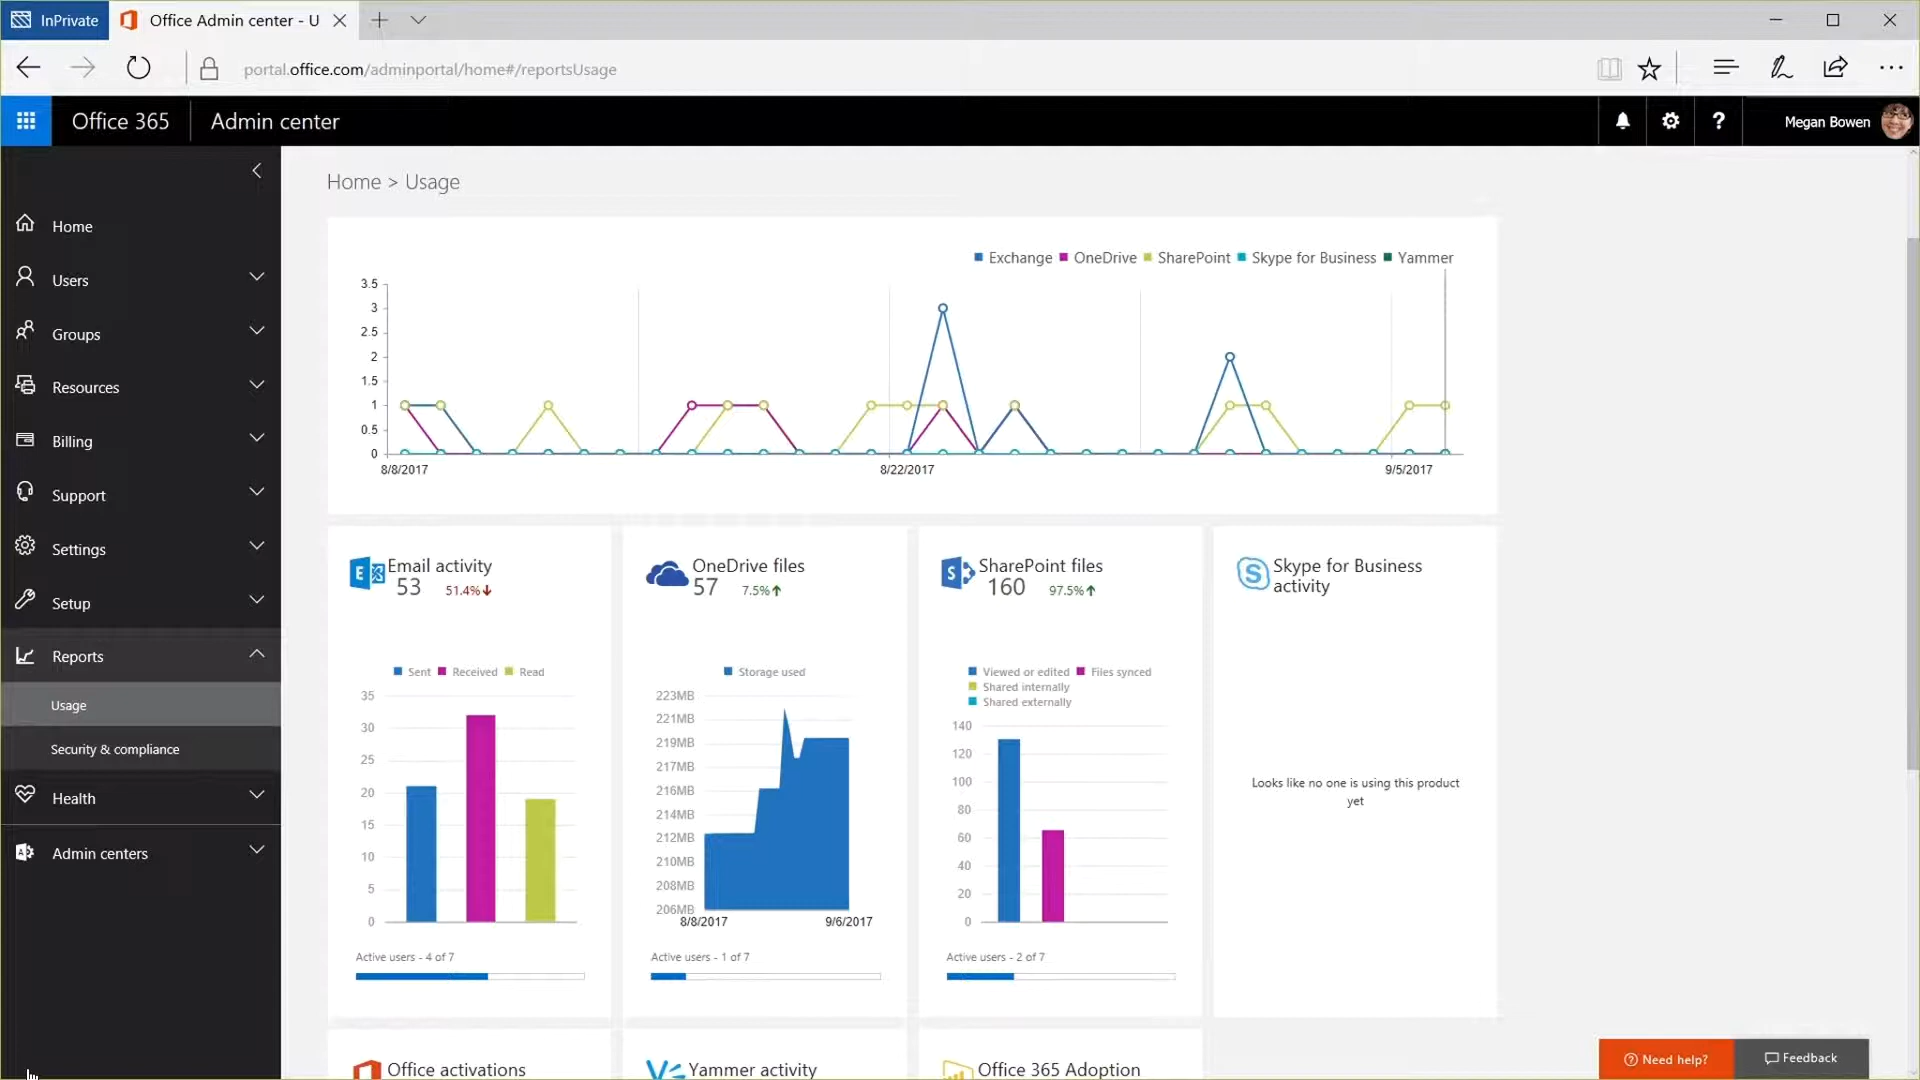 InPrivate
Office Admin center - U
portal.office.com/adminportal/home#/reportsUsage
Office 365
Admin center
?
Megan Bowen
Home > Usage
Home
Users
Groups
Resources
Billing
Support
Settings
Setup
Reports
Usage
Security & compliance
Health
Admin centers
Exchange OneDrive SharePoint Skype for Business Yammer
3.5
3
2.5
2
1.5
1
0.5
0
8/8/2017 8/22/2017 9/5/2017
Email activity
53 51.4%
Sent Received Read
35
30
25
20
15
10
5
0
Active users - 4 of 7
OneDrive files
57 7.5%
Storage used
223MB
221MB
219MB
217MB
216MB
214MB
212MB
210MB
208MB
206MB
8/8/2017 9/6/2017
Active users - 1 of 7
SharePoint files
160 97.5%
Viewed or edited Files synced
Shared internally
Shared externally
140
120
100
80
60
40
20
0
Active users - 2 of 7
Skype for Business
activity
Looks like no one is using this product
yet
Office activations
Yammer activity
Office 365 Adoption
Need help?
Feedback